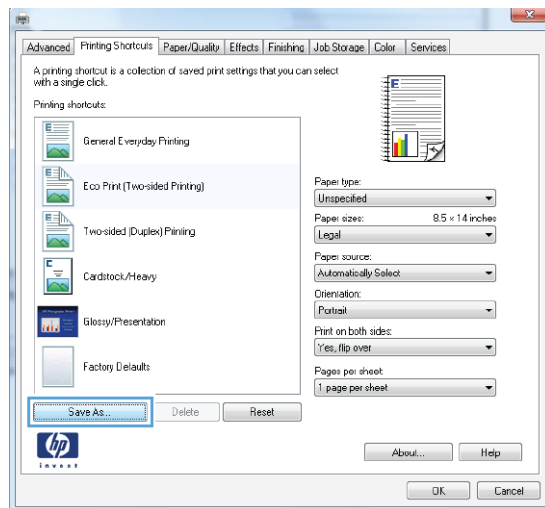 Advanced Printing Shortcuts Paper/Quality Effects Finishing Job Storage Color Services
A printing shortcut is a collection of saved print settings that you can select
with a single click.
Printing shortcuts:
General Everyday Printing
Eco Print (Two-sided Printing)
Two-sided (Duplex) Printing
Cardstock/Heavy
Glossy/Presentation
Factory Defaults
Save As... Delete Reset
E
Paper type:
Unspecified
Paper sizes: 8.5 × 14 inches
Legal
Paper source:
Automatically Select
Orientation:
Portrait
Print on both sides:
Yes, flip over
Pages per sheet:
1 page per sheet
hp
invent
About... Help
OK Cancel